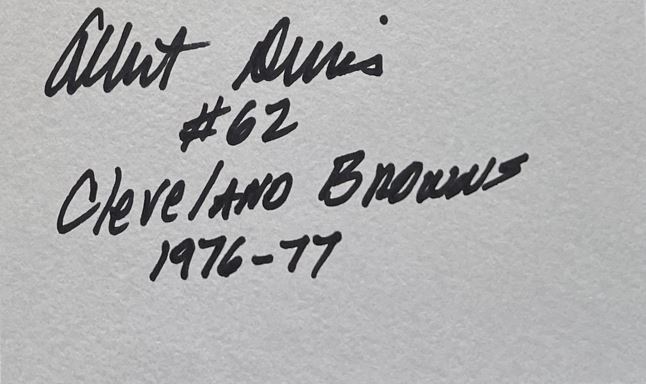 Albert Dennis
#62
Cleveland Browns
1976-77